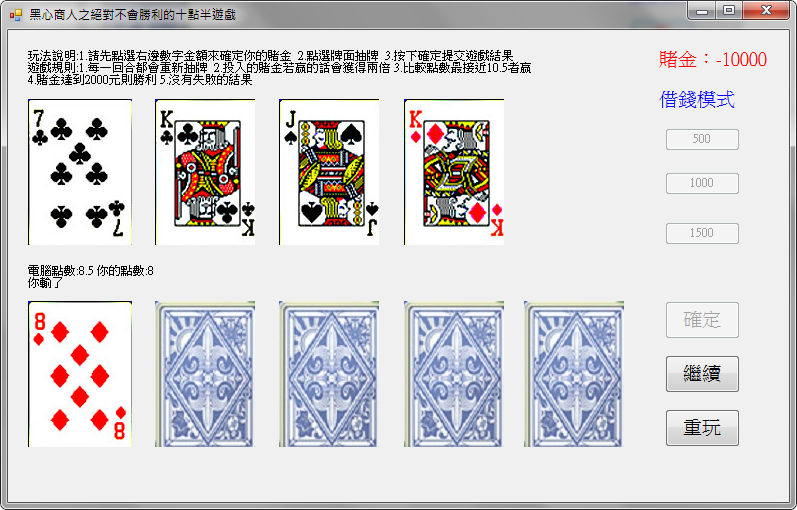 黑心商人之絕對不會勝利的十點半遊戲
玩法說明:1.請先點選右邊數字金額來確定你的賭金 2.點選牌面抽牌 3.按下確定提交遊戲結果
遊戲規則:1.每一回合都會重新抽牌 2.投入的賭金若贏的話會獲得兩倍 3.比較點數最接近10.5者贏
4.賭金達到2000元則勝利 5.沒有失敗的結果
賭金：-10000
借錢模式
500
1000
1500
7
7
K
K
J
J
K
K
電腦點數:8.5 你的點數:8
你輸了
8
8
確定
繼續
重玩